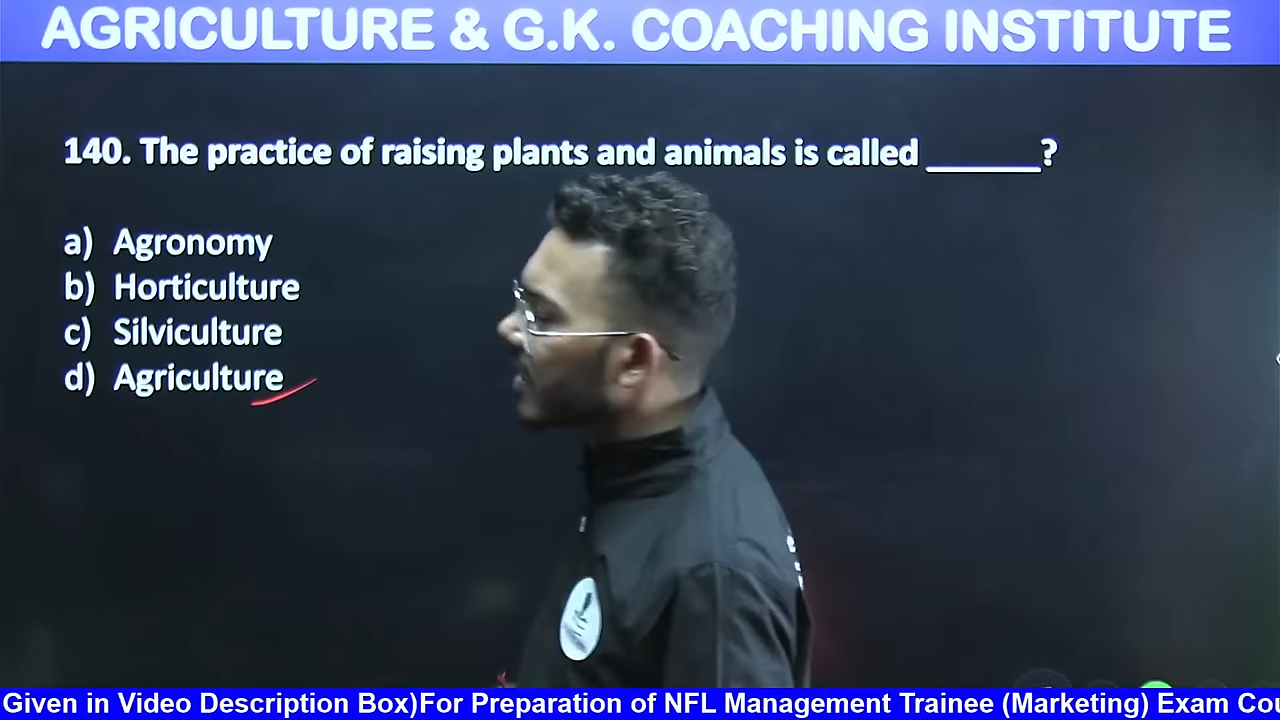 AGRICULTURE & G.K. COACHING INSTITUTE
140. The practice of raising plants and animals is called _______?
a) Agronomy
b) Horticulture
c) Silviculture
d) Agriculture
Given in Video Description Box)For Preparation of NFL Management Trainee (Marketing) Exam